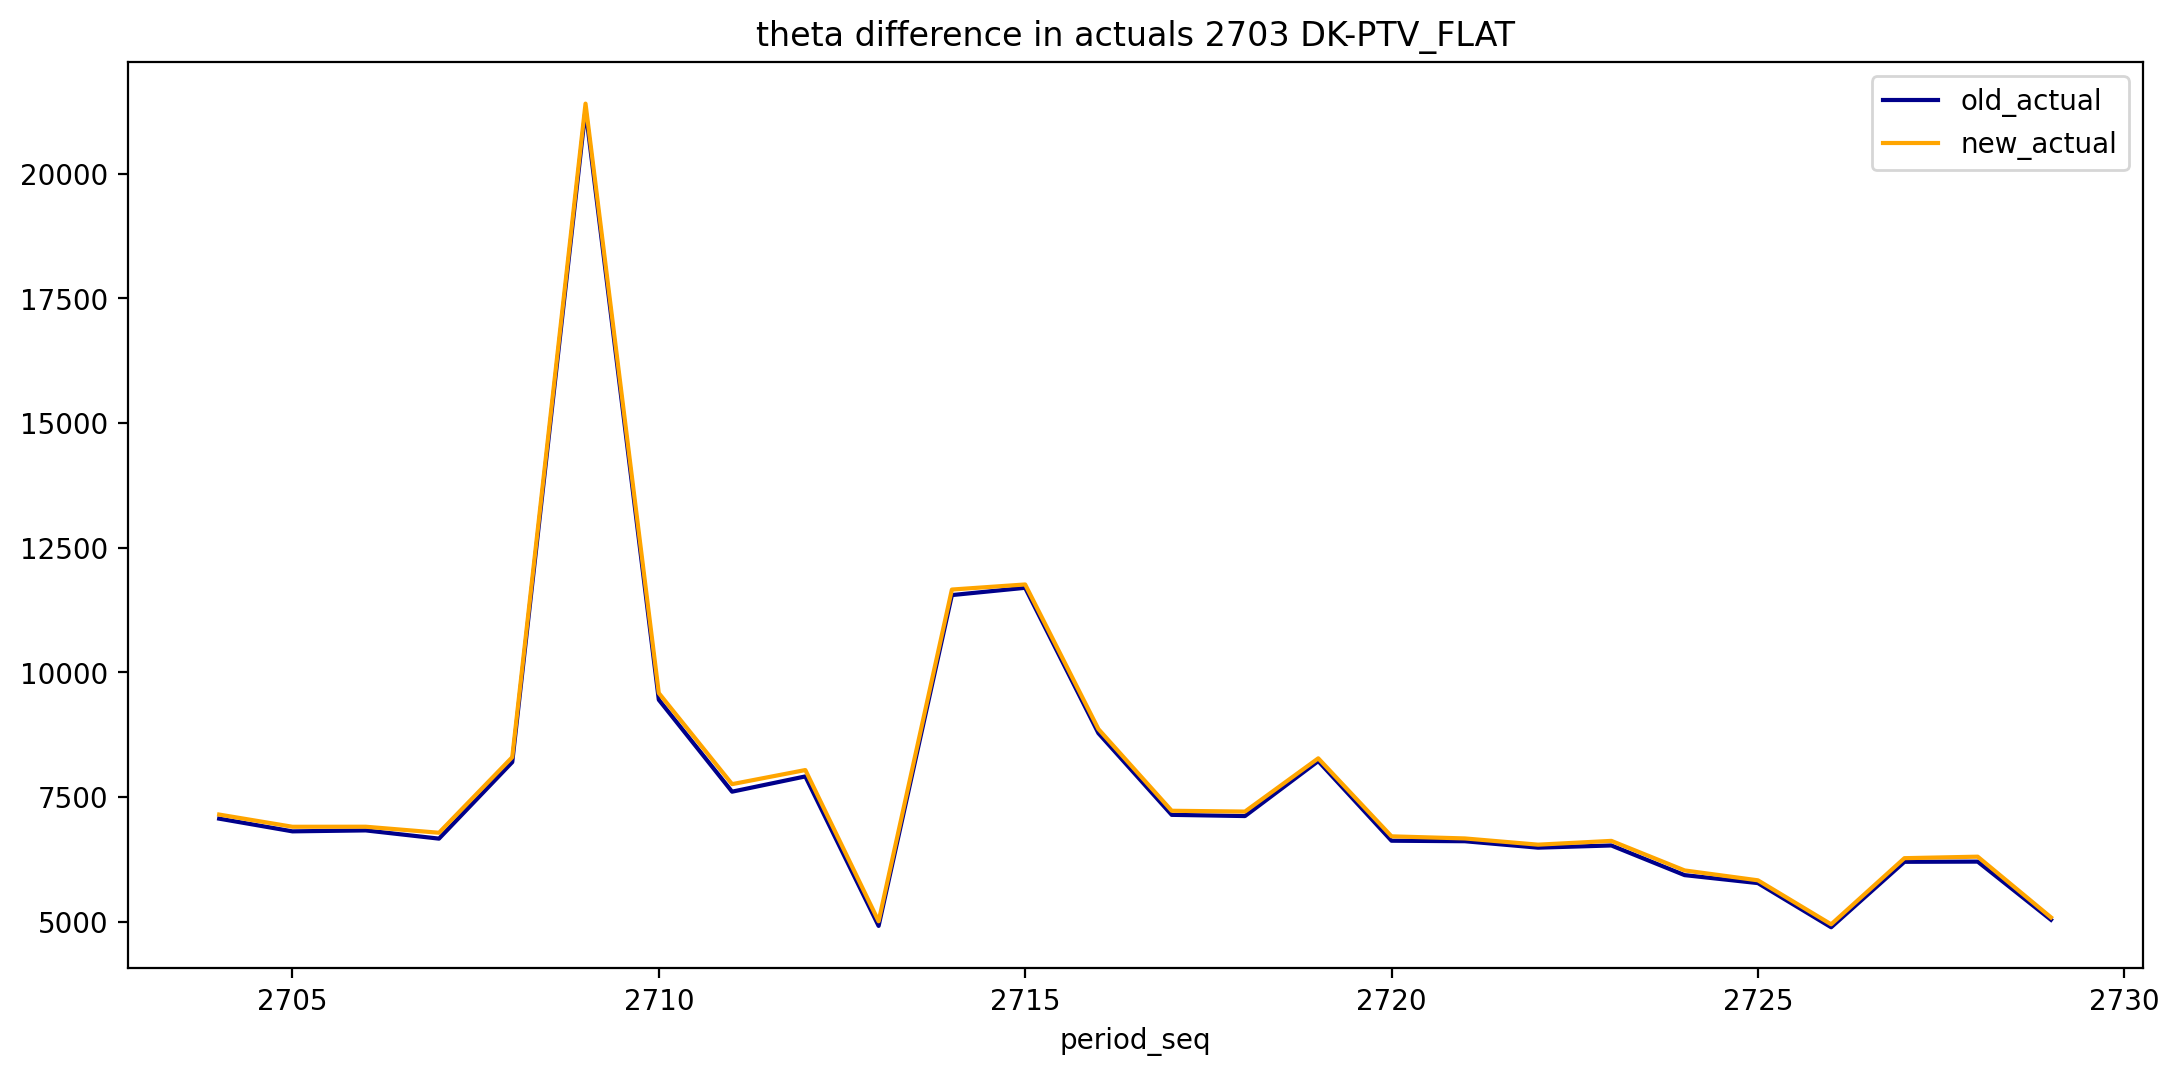 theta difference in actuals 2703 DK-PTV_FLAT
old_actual
new_actual
20000
17500
15000
12500
10000
7500
5000
2705 2710 2715 2720 2725 2730
period_seq